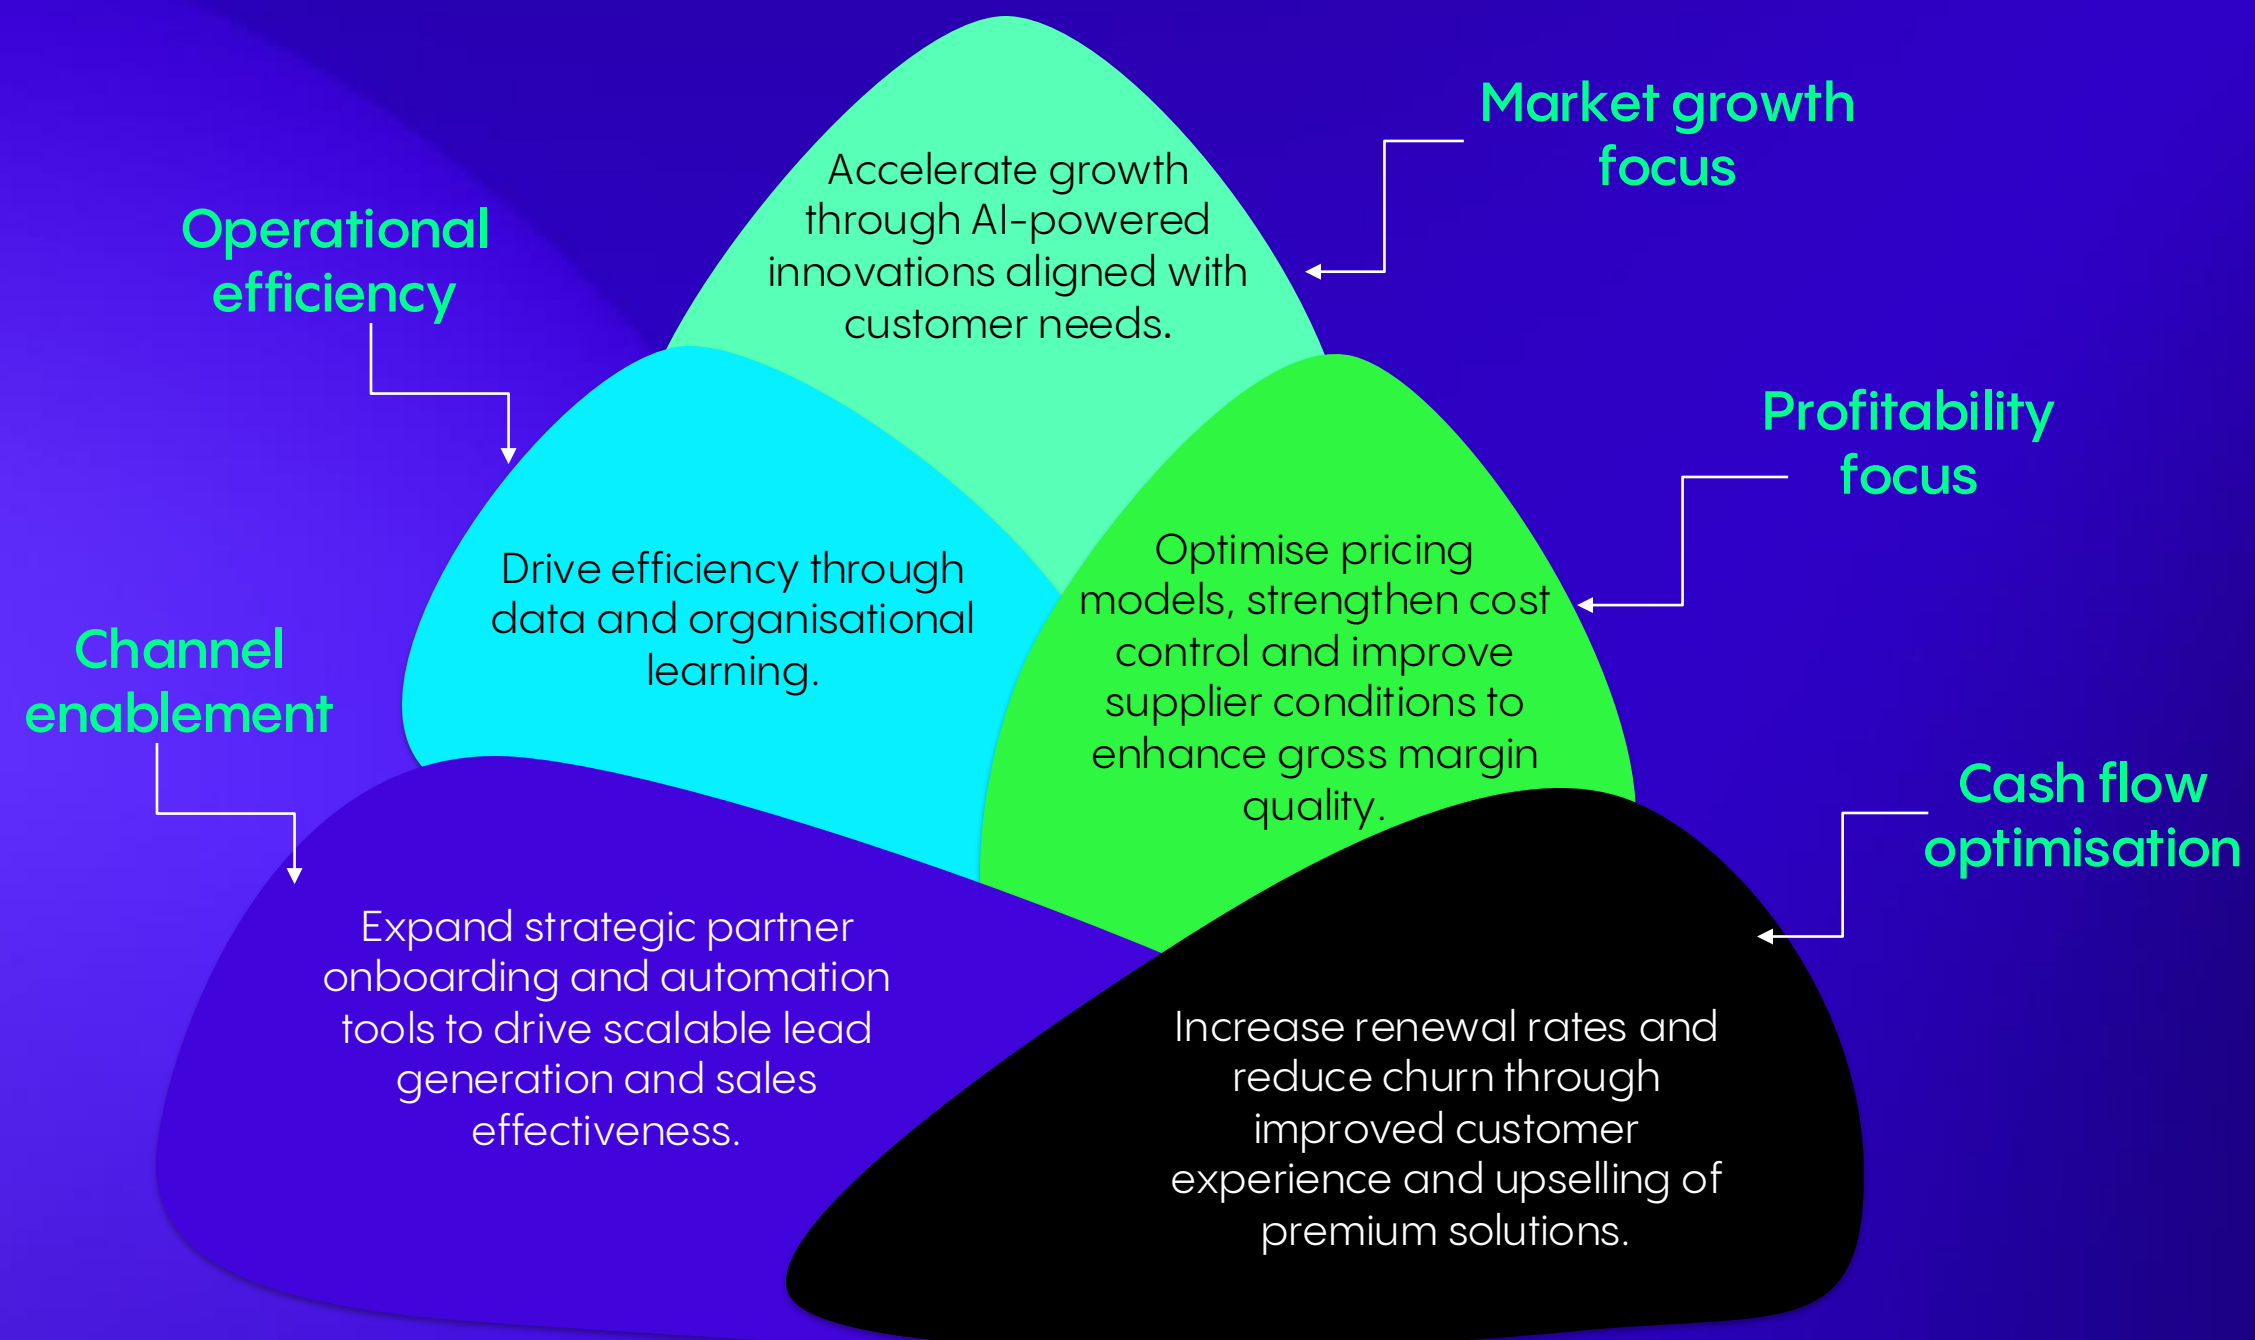 Market growth
focus
Accelerate growth
through AI-powered
innovations aligned with
customer needs.
Operational
efficiency
Profitability
focus
Drive efficiency through
data and organisational
learning.
Optimise pricing
models, strengthen cost
control and improve
supplier conditions to
enhance gross margin
quality.
Channel
enablement
Cash flow
optimisation
Expand strategic partner
onboarding and automation
tools to drive scalable lead
generation and sales
effectiveness.
Increase renewal rates and
reduce churn through
improved customer
experience and upselling of
premium solutions.